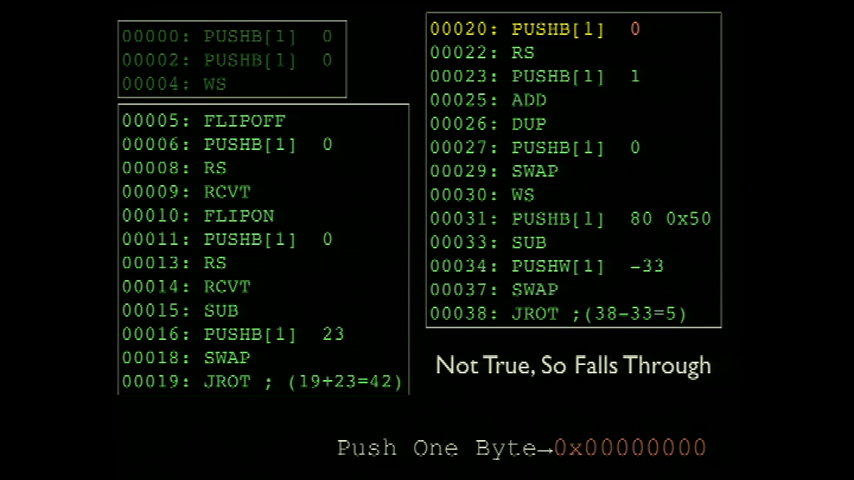 00000: PUSHB[1] 0
00002: PUSHB[1] 0
00004: WS
00005: FLIPOFF
00006: PUSHB[1] 0
00008: RS
00009: RCVT
00010: FLIPON
00011: PUSHB[1] 0
00013: RS
00014: RCVT
00015: SUB
00016: PUSHB[1] 23
00018: SWAP
00019: JROT ; (19+23=42)
00020: PUSHB[1] 0
00022: RS
00023: PUSHB[1] 1
00025: ADD
00026: DUP
00027: PUSHB[1] 0
00029: SWAP
00030: WS
00031: PUSHB[1] 80 0x50
00033: SUB
00034: PUSHW[1] -33
00037: SWAP
00038: JROT ;(38-33=5)
Not True, So Falls Through
Push One Byte→0x00000000